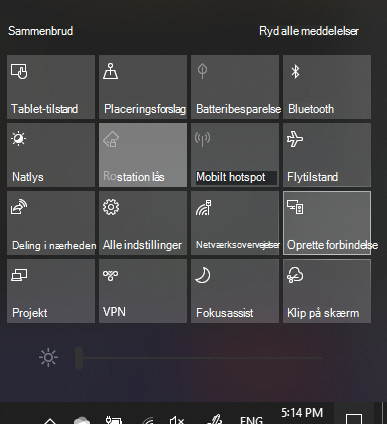 Sammenbrud Ryd alle meddelelser
Tablet-tilstand Placeringsforslag Batteribesparelse Bluetooth
Natlys Rostation lås Mobilt hotspot Flytilstand
Deling i nærheden Alle indstillinger Netværksovervejelser Oprette forbindelse
Projekt VPN Fokusassist Klip på skærm
ENG 5:14 PM